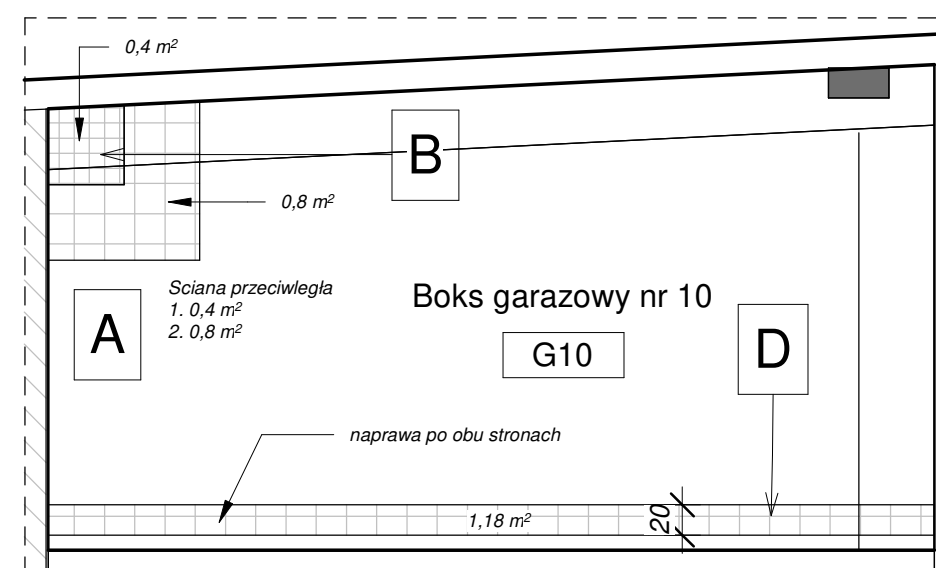 0,4 m²
B
0,8 m²
Sciana przeciwległa
1. 0,4 m²
2. 0,8 m²
A
Boks garazowy nr 10
G10
D
naprawa po obu stronach
1,18 m²
20